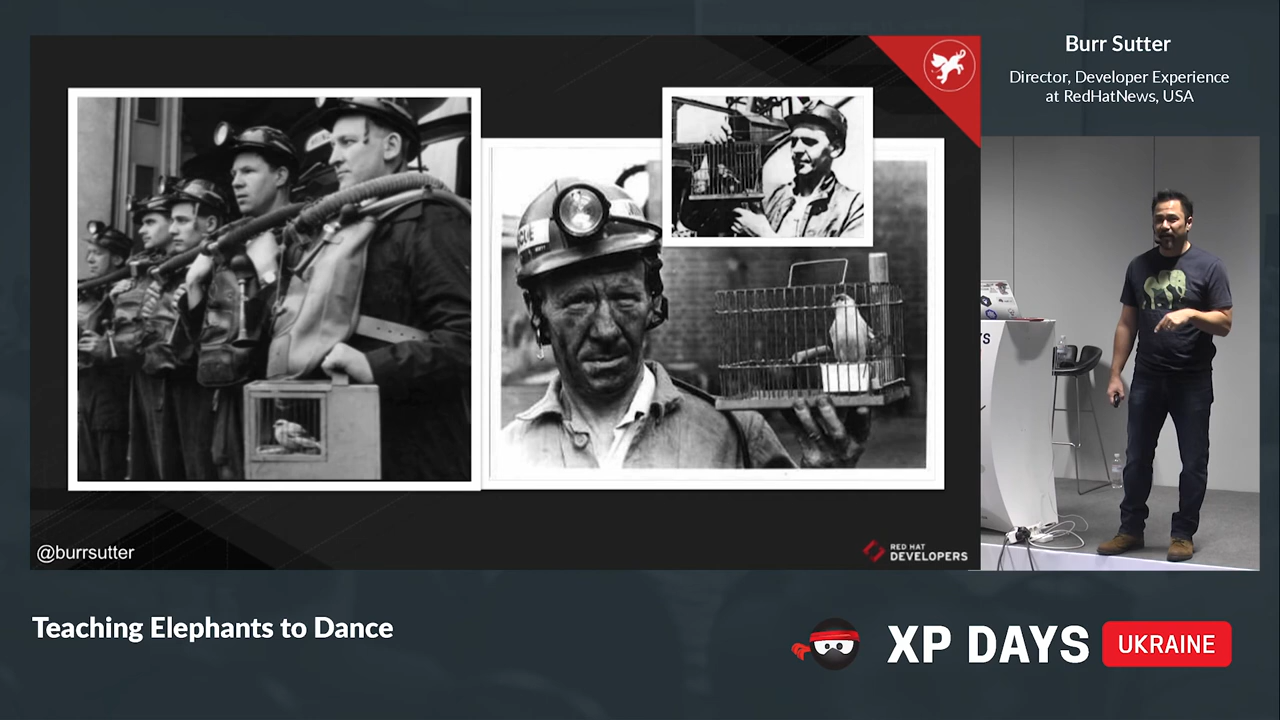 Burr Sutter
Director, Developer Experience
at RedHatNews, USA
@burrsutter
RED HAT
DEVELOPERS
Teaching Elephants to Dance
XP DAYS
UKRAINE